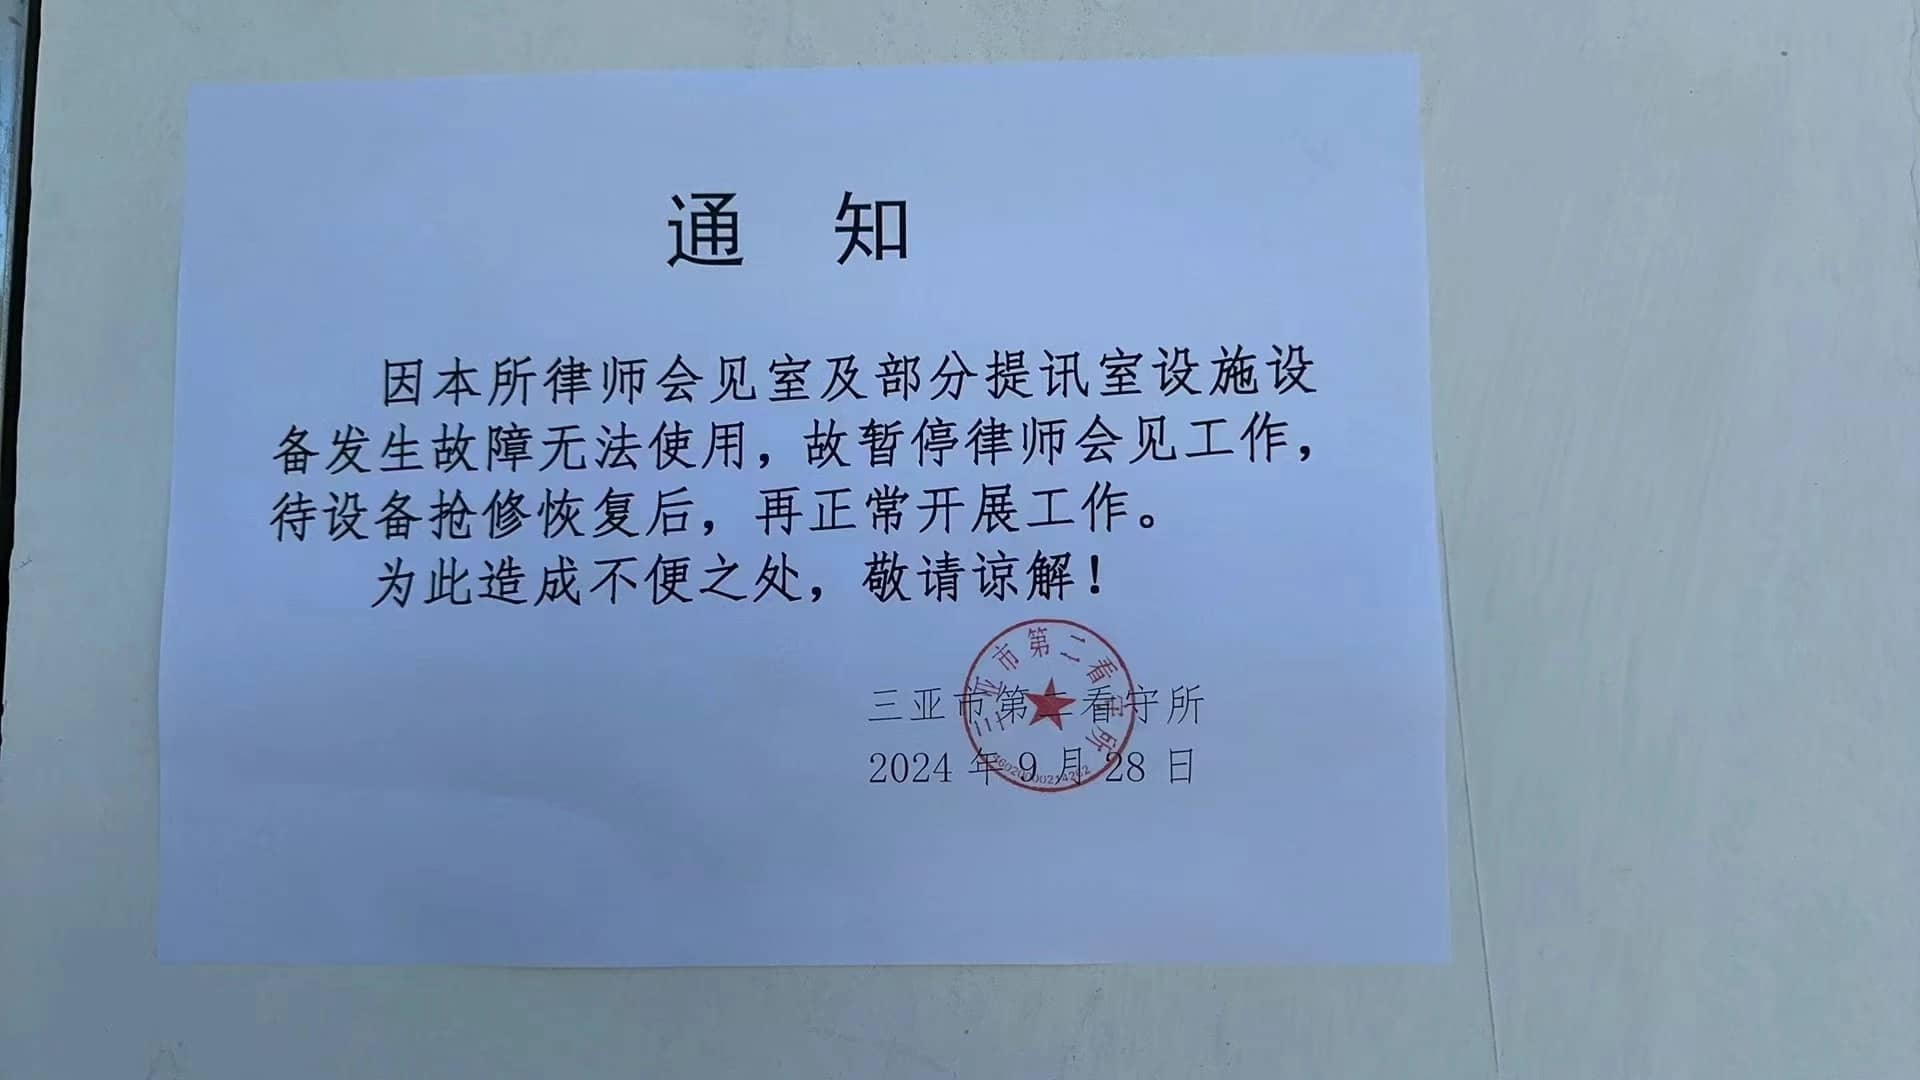 通 知
因本所律师会见室及部分提讯室设施设
备发生故障无法使用，故暂停律师会见工作，
待设备抢修恢复后，再正常开展工作。
为此造成不便之处，敬请谅解！
三亚市第二看守所
2024 年 9 月 28 日
三亚市第二看守所